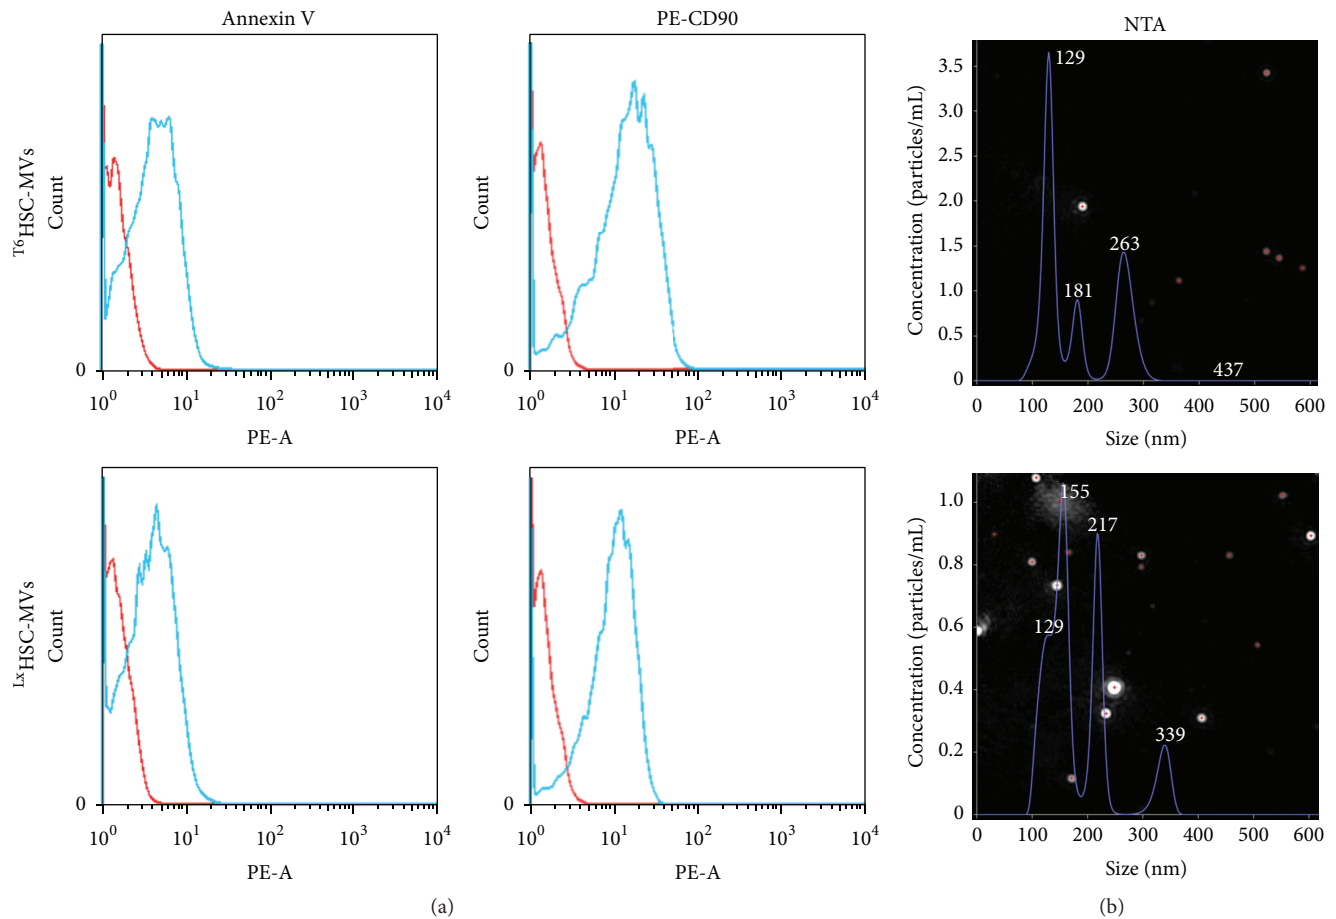 Annexin V
PE-CD90
NTA
T6HSC-MVs
Count
0
10^0 10^1 10^2 10^3 10^4
PE-A
Count
0
10^0 10^1 10^2 10^3 10^4
PE-A
Concentration (particles/mL)
3.5
3.0
2.5
2.0
1.5
1.0
0.5
0
129
181
263
437
0 100 200 300 400 500 600
Size (nm)
LxHSC-MVs
Count
0
10^0 10^1 10^2 10^3 10^4
PE-A
Count
0
10^0 10^1 10^2 10^3 10^4
PE-A
Concentration (particles/mL)
1.0
0.8
0.6
0.4
0.2
0
155
217
129
339
0 100 200 300 400 500 600
Size (nm)
(a)
(b)